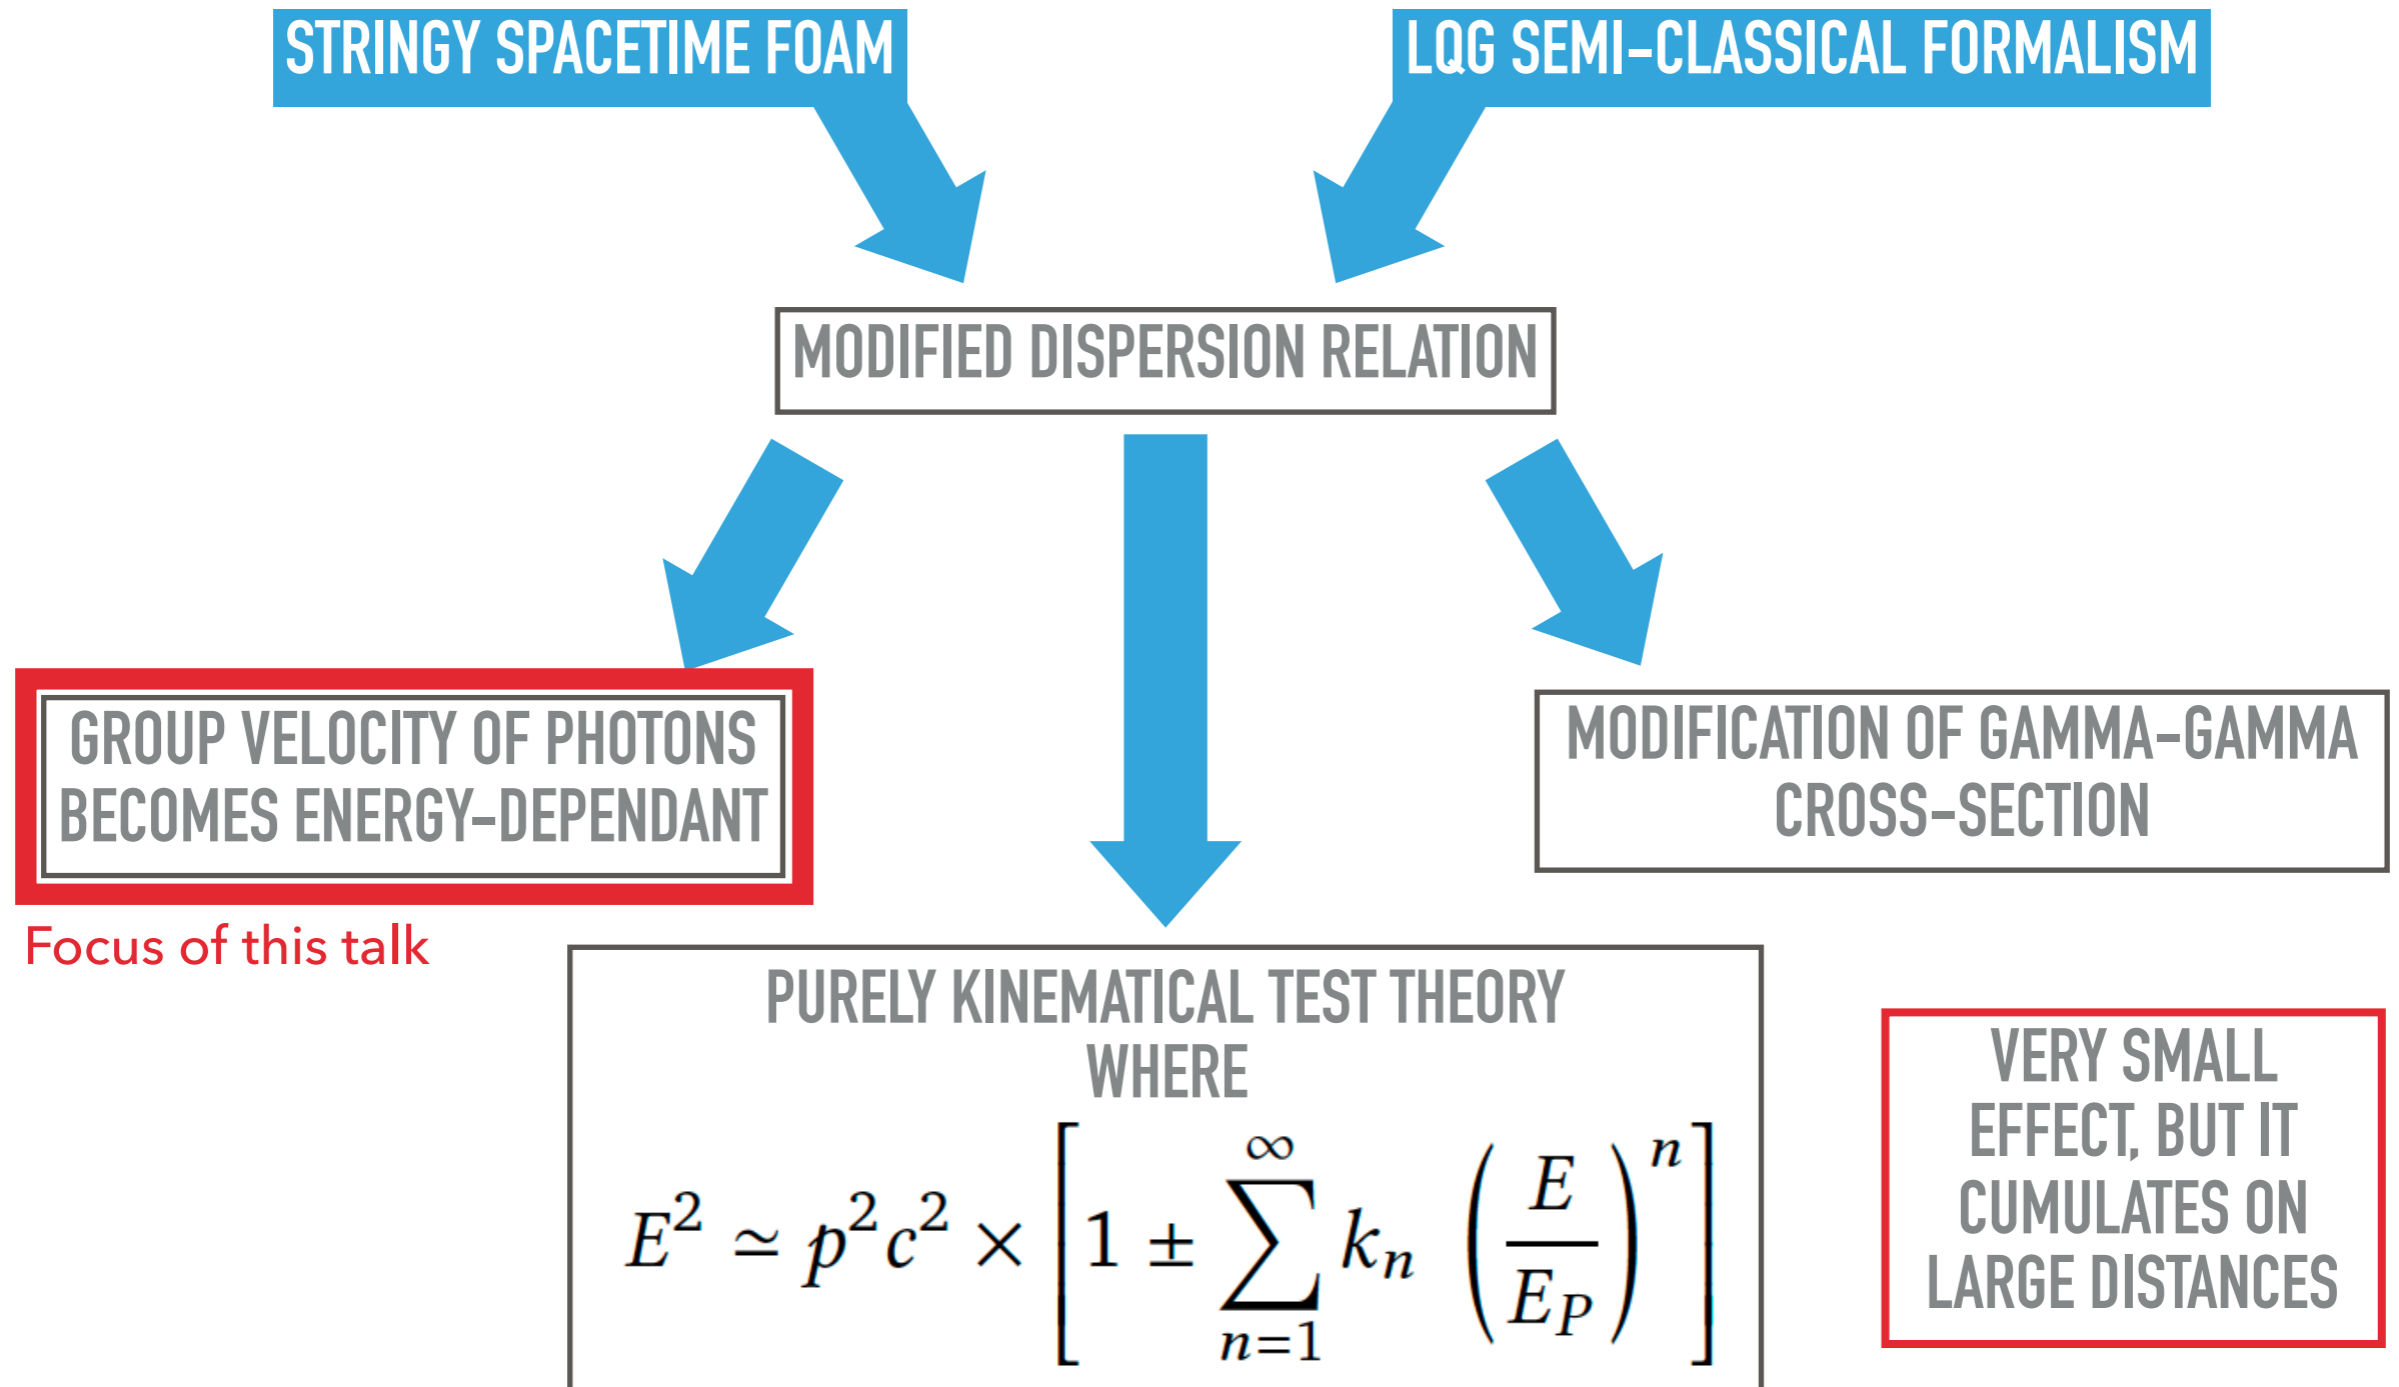 STRINGY SPACETIME FOAM
LQG SEMI-CLASSICAL FORMALISM
MODIFIED DISPERSION RELATION
GROUP VELOCITY OF PHOTONS
BECOMES ENERGY-DEPENDANT
MODIFICATION OF GAMMA-GAMMA
CROSS-SECTION
Focus of this talk
PURELY KINEMATICAL TEST THEORY
WHERE
E² ≃ p²c² × [1 ± ∑_{n=1}^{∞} kₙ (E/E_P)ⁿ]
VERY SMALL
EFFECT, BUT IT
CUMULATES ON
LARGE DISTANCES